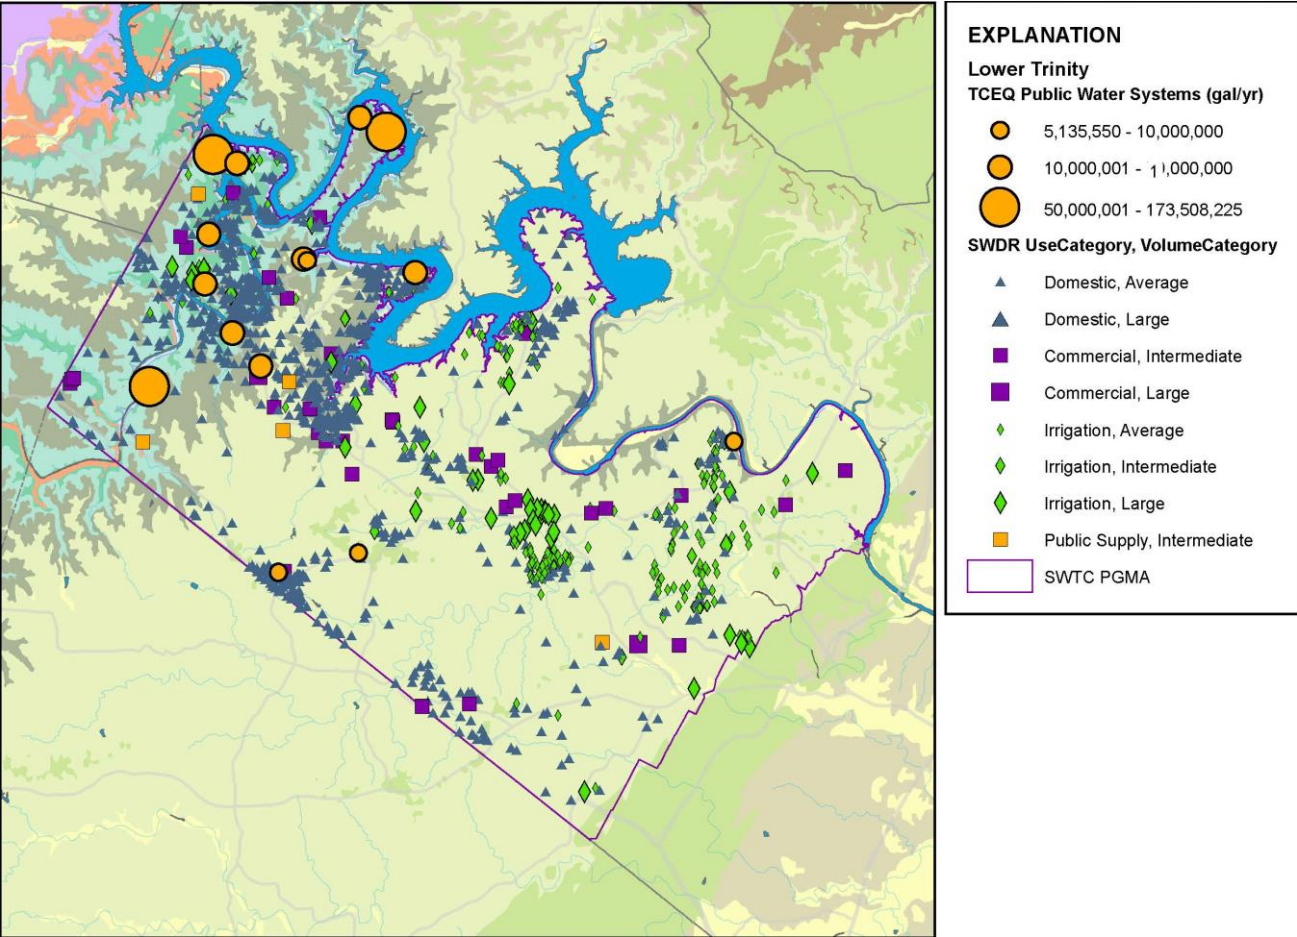 EXPLANATION
Lower Trinity
TCEQ Public Water Systems (gal/yr)
5,135,550 - 10,000,000
10,000,001 -
50,000,001 - 173,508,225
SWDR UseCategory, VolumeCategory
Domestic, Average
Domestic, Large
Commercial, Intermediate
Commercial, Large
Irrigation, Average
Irrigation, Intermediate
Irrigation, Large
Public Supply, Intermediate
SWTC PGMA